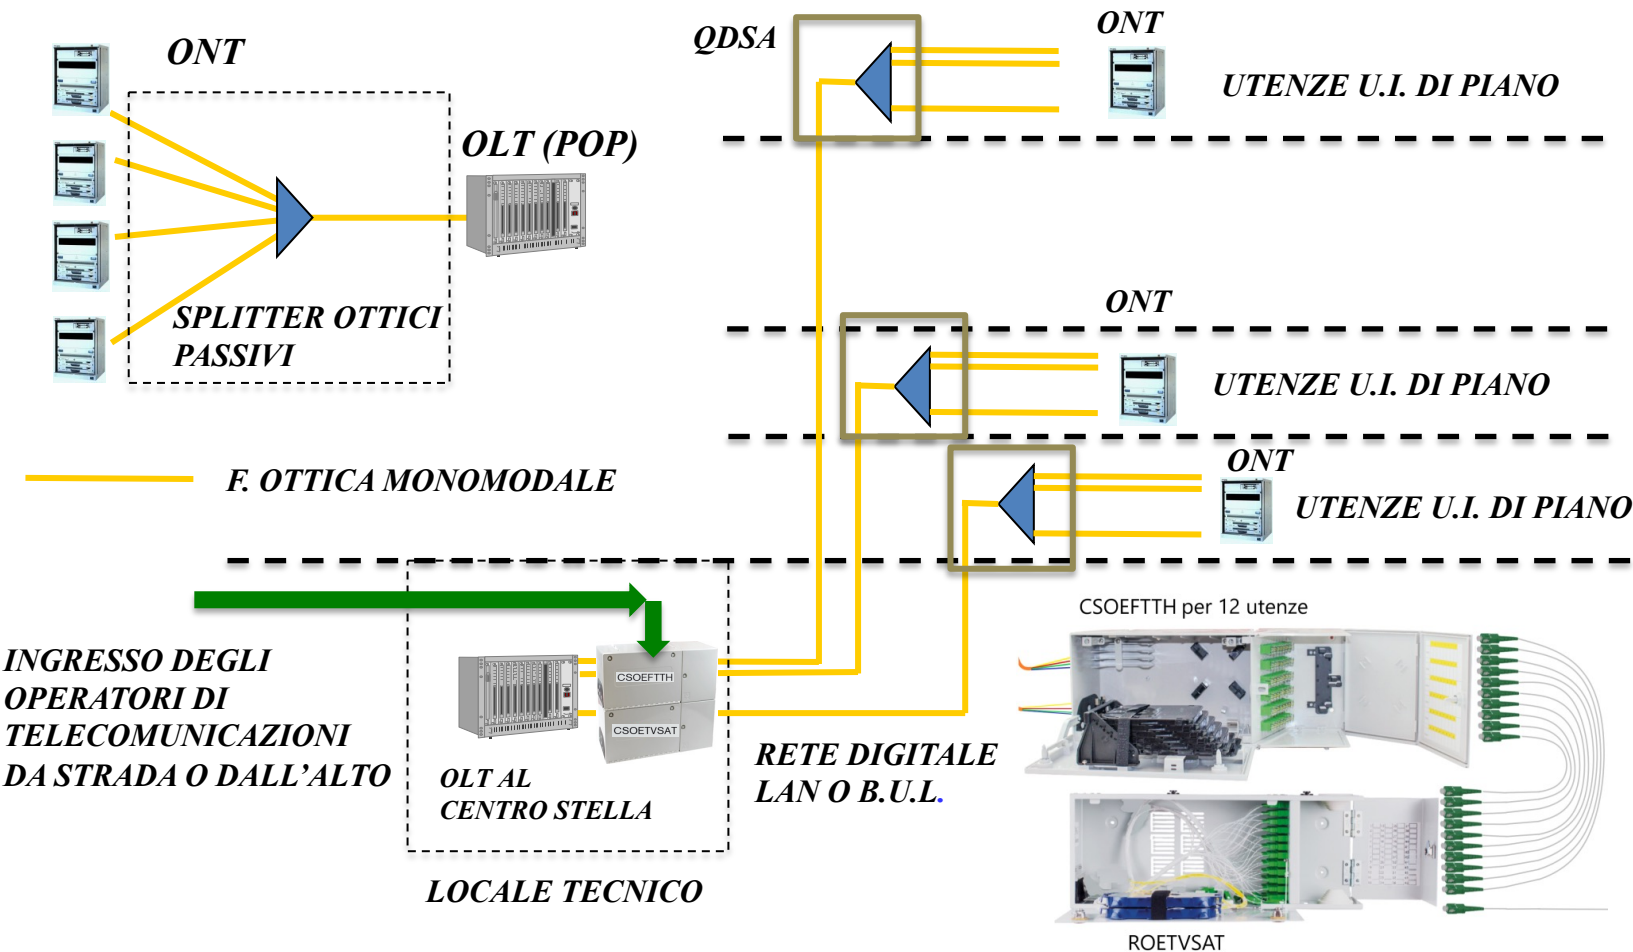 ONT
OLT (POP)
SPLITTER OTTICI
PASSIVI
F. OTTICA MONOMODALE
QDSA
ONT
UTENZE U.I. DI PIANO
ONT
UTENZE U.I. DI PIANO
ONT
UTENZE U.I. DI PIANO
INGRESSO DEGLI
OPERATORI DI
TELECOMUNICAZIONI
DA STRADA O DALL'ALTO
CSOEFTTH
CSOETVSAT
OLT AL
CENTRO STELLA
LOCALE TECNICO
RETE DIGITALE
LAN O B.U.L.
CSOEFTTH per 12 utenze
ROETVSAT